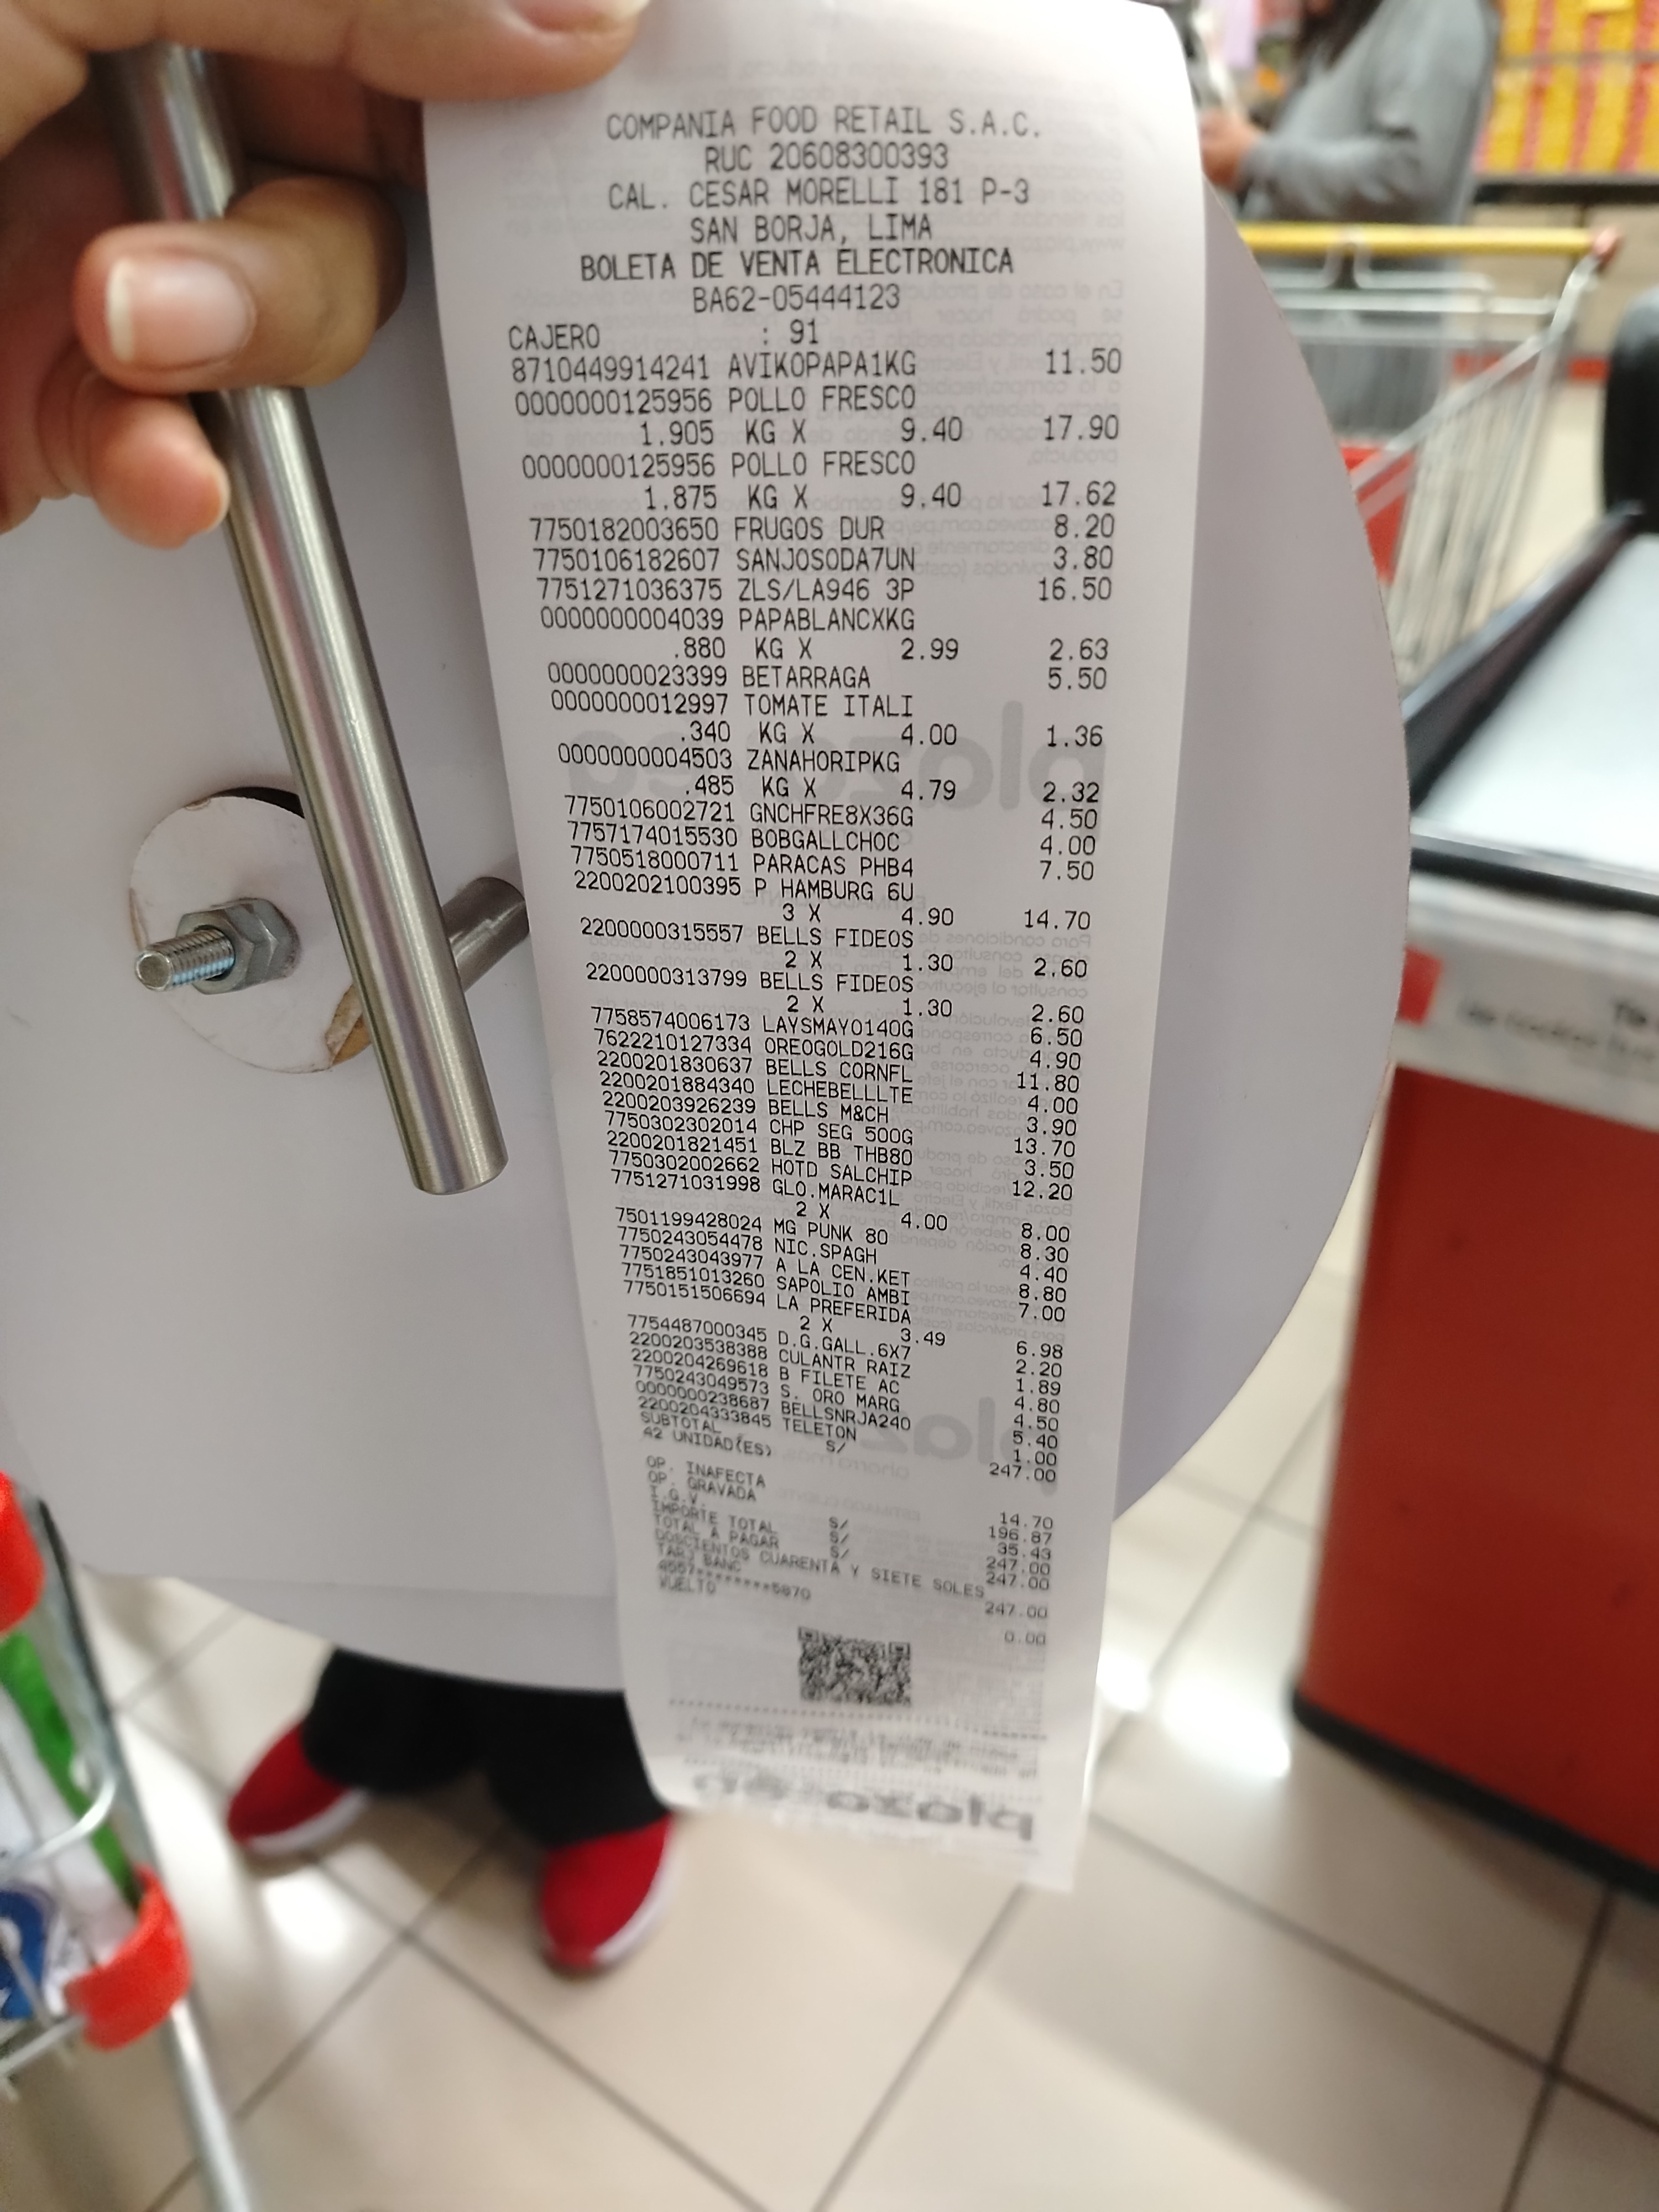 COMPANIA FOOD RETAIL S.A.C.
RUC 20608300393
CAL. CESAR MORELLI 181 P-3
SAN BORJA, LIMA
BOLETA DE VENTA ELECTRONICA
BA62-05444123
CAJERO : 91
8710449914241 AVIKOPAPA1KG 11.50
0000000125956 POLLO FRESCO
1.905 KG X 9.40 17.90
0000000125956 POLLO FRESCO
1.875 KG X 9.40 17.62
7750182003650 FRUGOS DUR 8.20
7750106182607 SANJOSODA7UN 3.80
7751271036375 ZLS/LA946 3P 16.50
0000000004039 PAPABLANCXKG
.880 KG X 2.99 2.63
0000000023399 BETARRAGA 5.50
0000000012997 TOMATE ITALI
.340 KG X 4.00 1.36
0000000004503 ZANAHORIPKG
.485 KG X 4.79 2.32
7750106002721 GNCHFRE8X36G 4.50
7757174015530 BOBGALLCHOC 4.00
7750518000711 PARACAS PHB4 7.50
2200202100395 P HAMBURG 6U
3 X 4.90 14.70
2200000315557 BELLS FIDEOS
2 X 1.30 2.60
2200000313799 BELLS FIDEOS
2 X 1.30 2.60
7758574006173 LAYSMAYO140G 6.50
7622210127334 OREOGOLD216G 4.90
2200201830637 BELLS CORNFL 11.80
2200201884340 LECHEBELLLTE 4.00
2200203926239 BELLS M&CH 3.90
7750302302014 CHP SEG 500G 13.70
2200201821451 BLZ BB THB80 3.50
7750302002662 HOTD SALCHIP 12.20
7751271031998 GLO.MARAC1L
2 X 4.00 8.00
7501199428024 MG PUNK 80 8.30
7750243054478 NIC.SPAGH 4.40
7750243043977 A LA CEN.KET 8.80
7751851013260 SAPOLIO AMBI 7.00
7750151506694 LA PREFERIDA
2 X 3.49 6.98
7754487000345 D.G.GALL.6X7 2.20
2200203538388 CULANTR RAIZ 1.89
2200204269618 B FILETE AC 4.80
7750243049573 S. ORO MARG 4.50
0000000238687 BELLSNRJA240 5.40
2200204333845 TELETON 1.00
SUBTOTAL S/ 247.00
42 UNIDAD(ES)
OP. INAFECTA 14.70
OP. GRAVADA S/ 196.87
I.G.V. S/ 35.43
IMPORTE TOTAL S/ 247.00
TOTAL A PAGAR 247.00
DOSCIENTOS CUARENTA Y SIETE SOLES
TARJ BANC 247.00
4557********5870
VUELTO 0.00